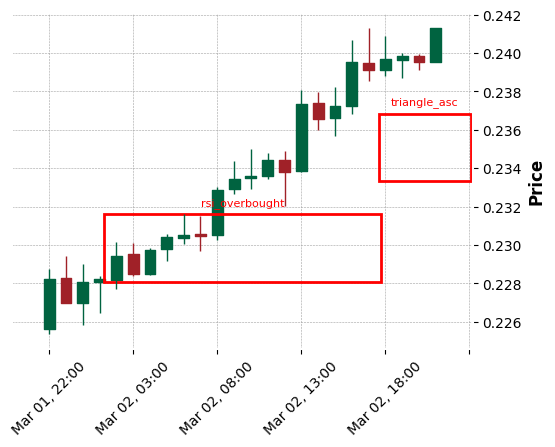 0.242
0.240
0.238
triangle_asc
0.236
0.234
Price
rsi_overbought
0.232
0.230
0.228
0.226
Mar 01, 22:00
Mar 02, 03:00
Mar 02, 08:00
Mar 02, 13:00
Mar 02, 18:00